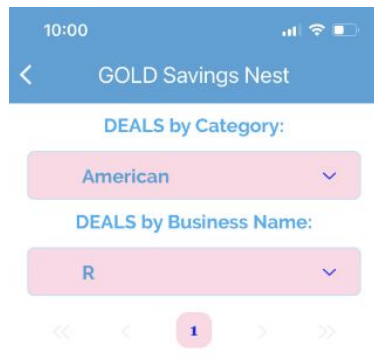 10:00
GOLD Savings Nest
DEALS by Category:
American
DEALS by Business Name:
R
« < 1 > »